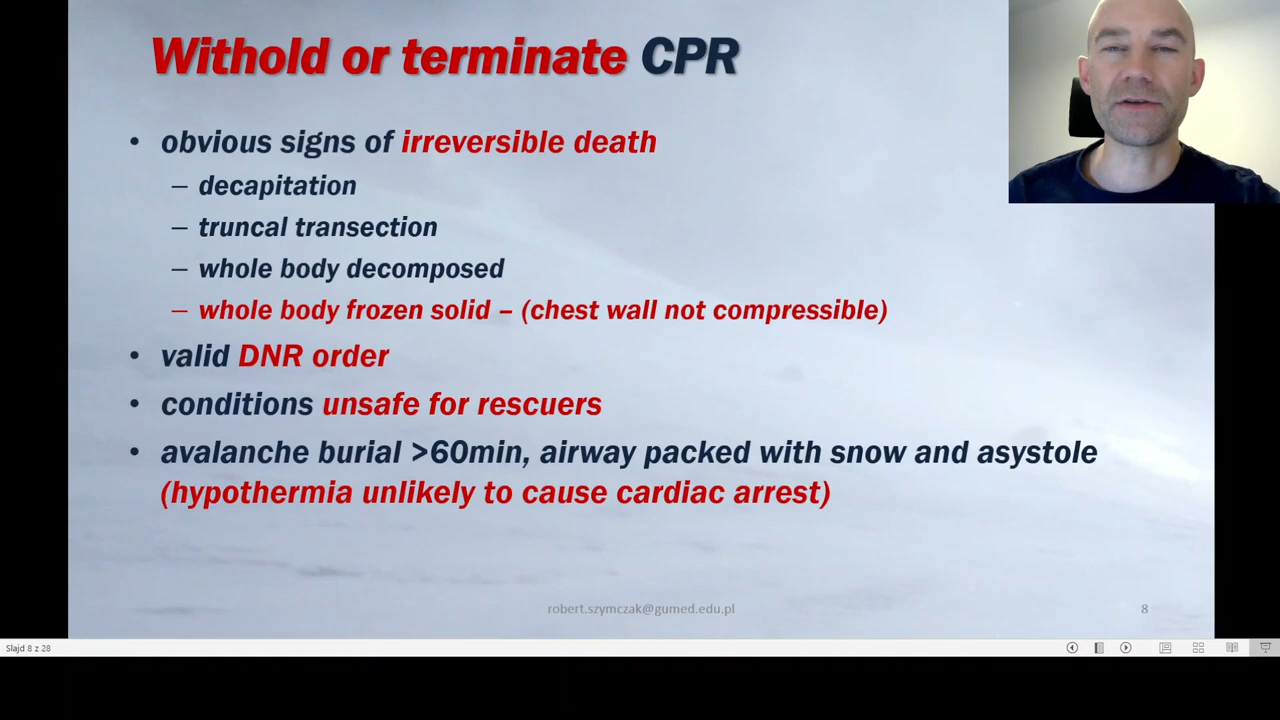 Withold or terminate CPR
• obvious signs of irreversible death
– decapitation
– truncal transection
– whole body decomposed
– whole body frozen solid – (chest wall not compressible)
• valid DNR order
• conditions unsafe for rescuers
• avalanche burial >60min, airway packed with snow and asystole
(hypothermia unlikely to cause cardiac arrest)
robert.szymczak@gumed.edu.pl
8
Slajd 8 z 28